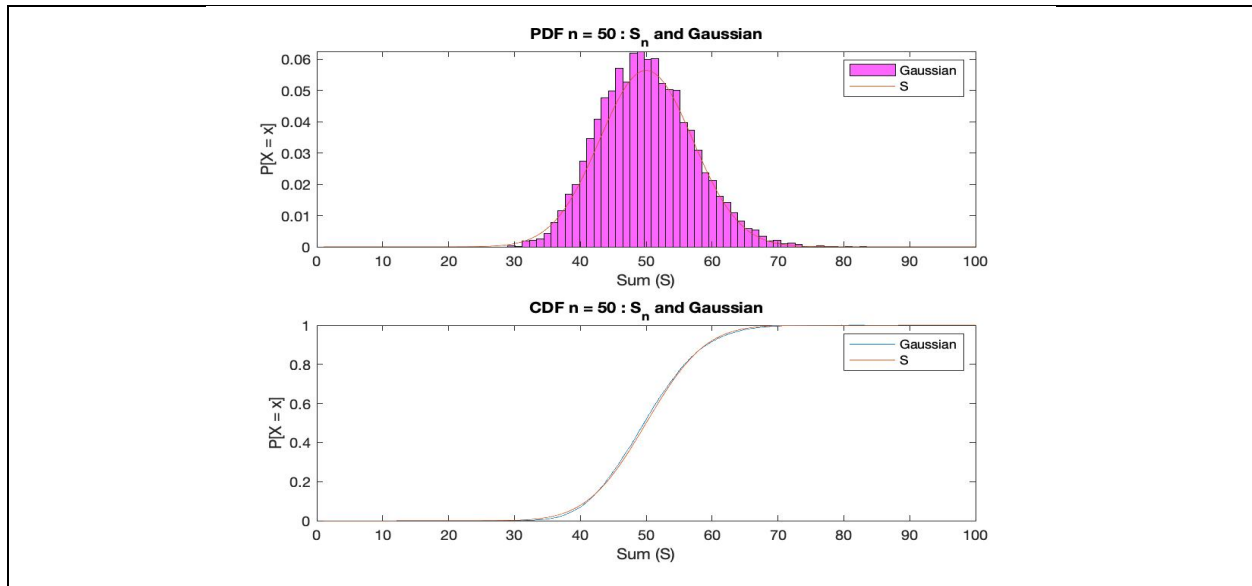 PDF n = 50 : Sn and Gaussian
0.06
0.05
0.04
0.03
0.02
0.01
0
P[X = x]
Gaussian
S
0 10 20 30 40 50 60 70 80 90 100
Sum (S)
CDF n = 50 : Sn and Gaussian
1
0.8
0.6
0.4
0.2
0
P[X = x]
Gaussian
S
0 10 20 30 40 50 60 70 80 90 100
Sum (S)